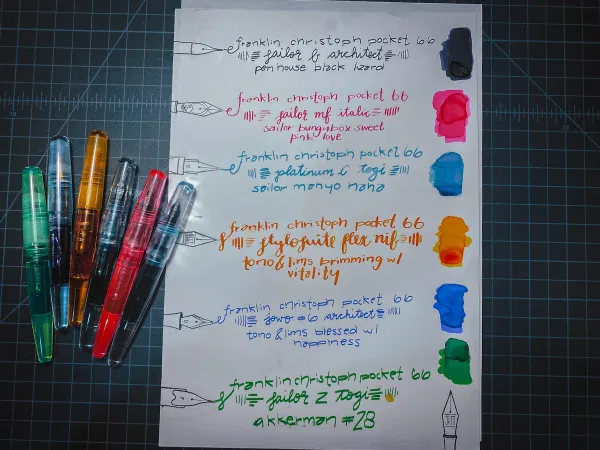 franklin christoph pocket 66
sailor b architect
penhouse black lizard
franklin christoph pocket 66
sailor mf italic
sailor bungubox sweet
pink love
franklin christoph pocket 66
platinum b togi
sailor manyo haha
franklin christoph pocket 66
stylosuite flex nib
tono&lims brimming w/
vitality
franklin christoph pocket 66
jowo #6 architect
tono&lims blessed w/
happiness
franklin christoph pocket 66
sailor z togi
akkerman #28